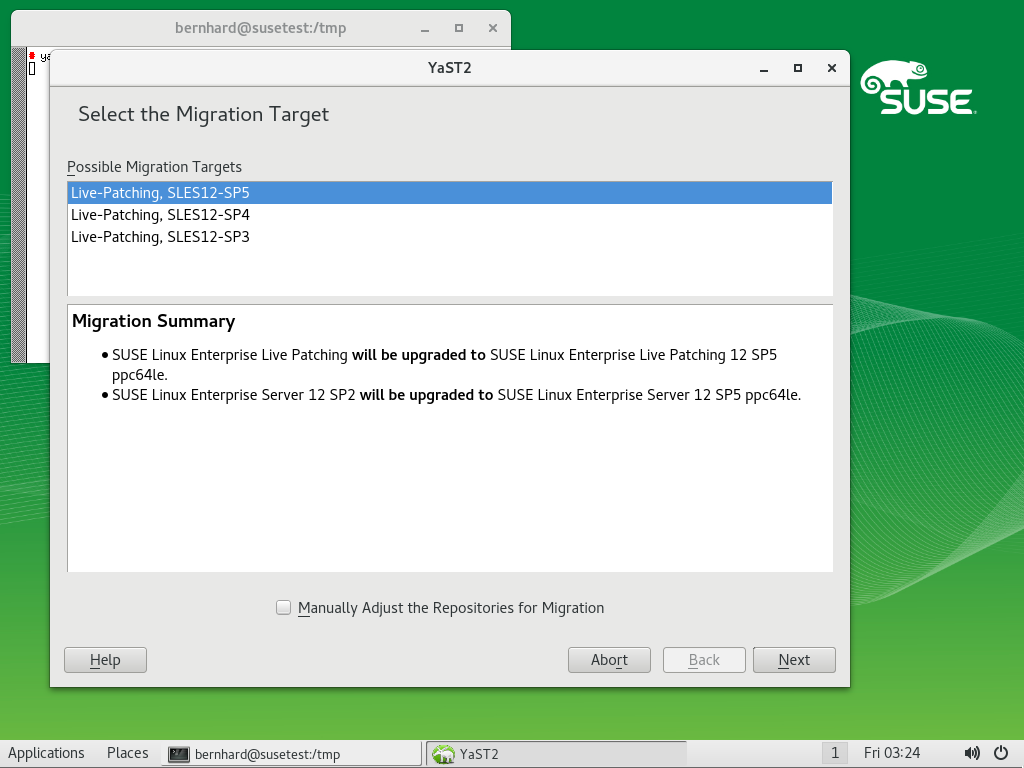 bernhard@susetest:/tmp
ya
YaST2
Select the Migration Target
SUSE
Possible Migration Targets
Live-Patching, SLES12-SP5
Live-Patching, SLES12-SP4
Live-Patching, SLES12-SP3
Migration Summary
SUSE Linux Enterprise Live Patching will be upgraded to SUSE Linux Enterprise Live Patching 12 SP5
ppc64le.
SUSE Linux Enterprise Server 12 SP2 will be upgraded to SUSE Linux Enterprise Server 12 SP5 ppc64le.
Manually Adjust the Repositories for Migration
Help Abort Back Next
Applications Places bernhard@susetest:/tmp YaST2 1 Fri 03:24